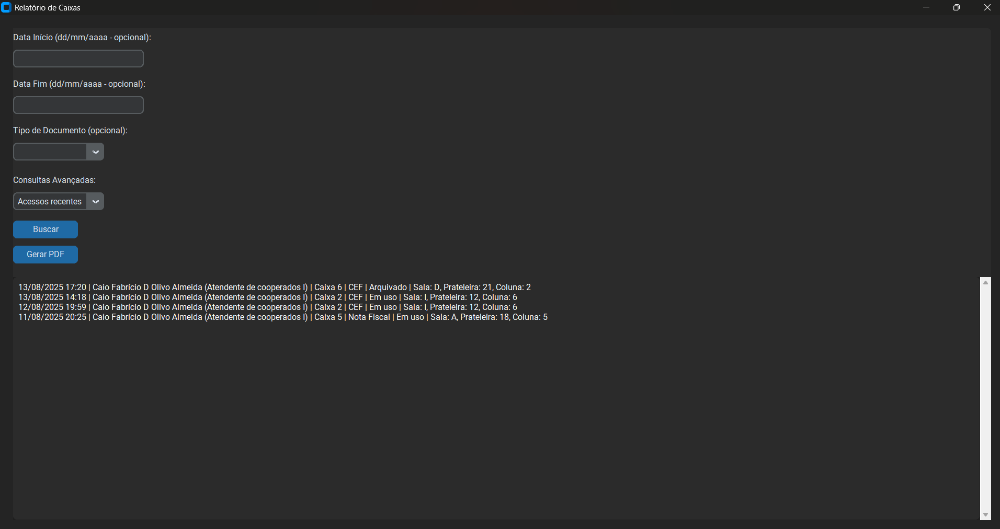 Relatório de Caixas
Data Início (dd/mm/aaaa - opcional):
Data Fim (dd/mm/aaaa - opcional):
Tipo de Documento (opcional):
Consultas Avançadas:
Acessos recentes
Buscar
Gerar PDF
13/08/2025 17:20 | Caio Fabrício D Olivo Almeida (Atendente de cooperados I) | Caixa 6 | CEF | Arquivado | Sala: D, Prateleira: 21, Coluna: 2
13/08/2025 14:18 | Caio Fabrício D Olivo Almeida (Atendente de cooperados I) | Caixa 2 | CEF | Em uso | Sala: I, Prateleira: 12, Coluna: 6
12/08/2025 19:59 | Caio Fabrício D Olivo Almeida (Atendente de cooperados I) | Caixa 2 | CEF | Em uso | Sala: I, Prateleira: 12, Coluna: 6
11/08/2025 20:25 | Caio Fabrício D Olivo Almeida (Atendente de cooperados I) | Caixa 5 | Nota Fiscal | Em uso | Sala: A, Prateleira: 18, Coluna: 5